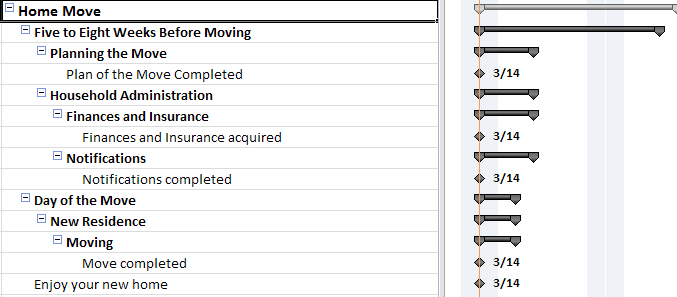 Home Move
Five to Eight Weeks Before Moving
Planning the Move
Plan of the Move Completed 3/14
Household Administration
Finances and Insurance
Finances and Insurance acquired 3/14
Notifications
Notifications completed 3/14
Day of the Move
New Residence
Moving
Move completed 3/14
Enjoy your new home 3/14